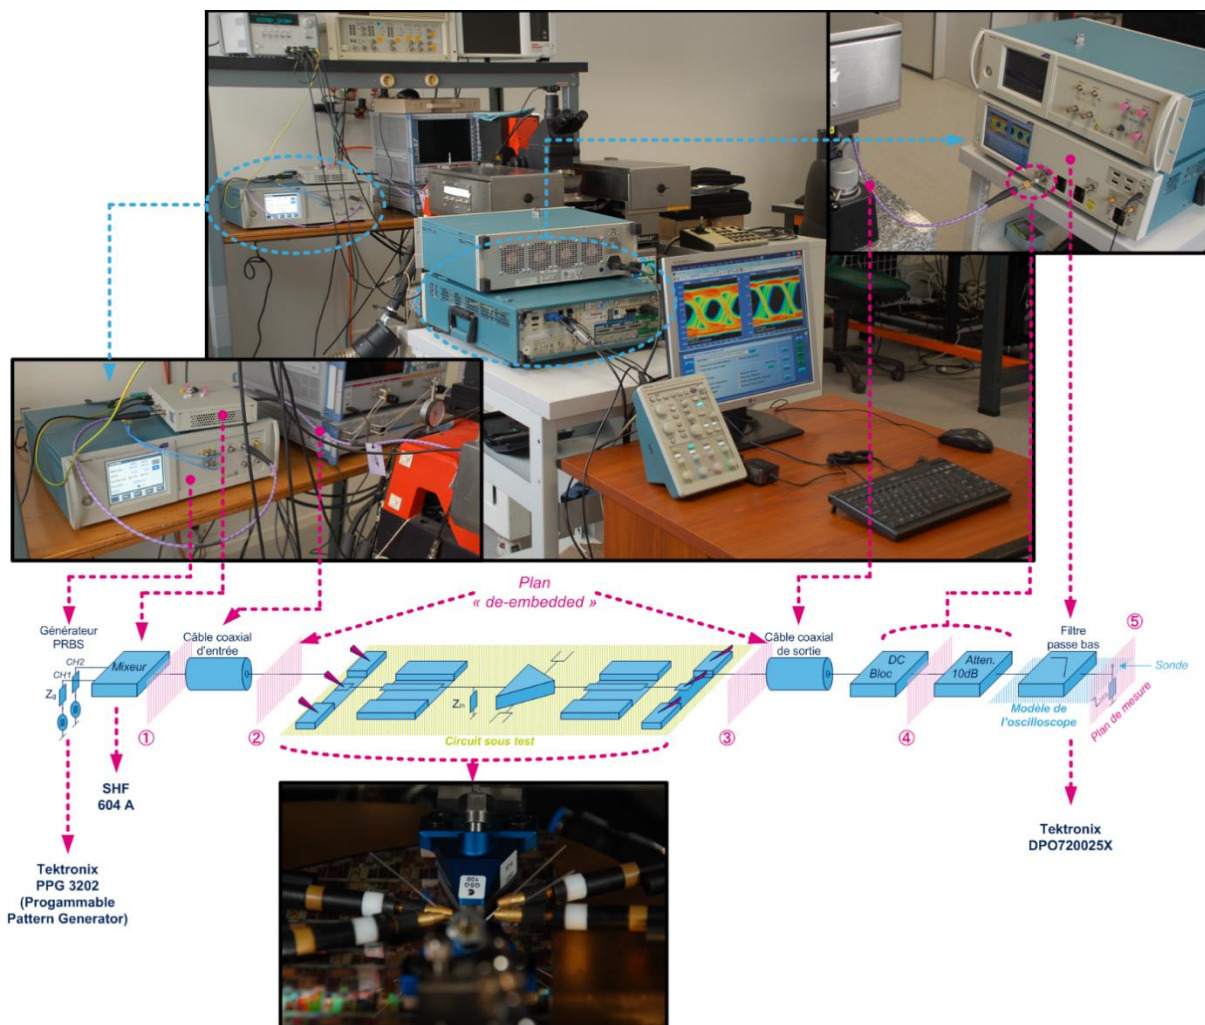 GSG
100
Plan
« de-embedded »
Générateur
PRBS
CH2
CH1
Zg
Mixeur
Câble coaxial
d'entrée
Zin
Circuit sous test
Câble coaxial
de sortie
DC
Bloc
Atten.
10dB
Filtre
passe bas
Sonde
Modèle de
l'oscilloscope
Plan de mesure
①
②
③
④
⑤
SHF
604 A
Tektronix
PPG 3202
(Progammable
Pattern Generator)
Tektronix
DPO720025X